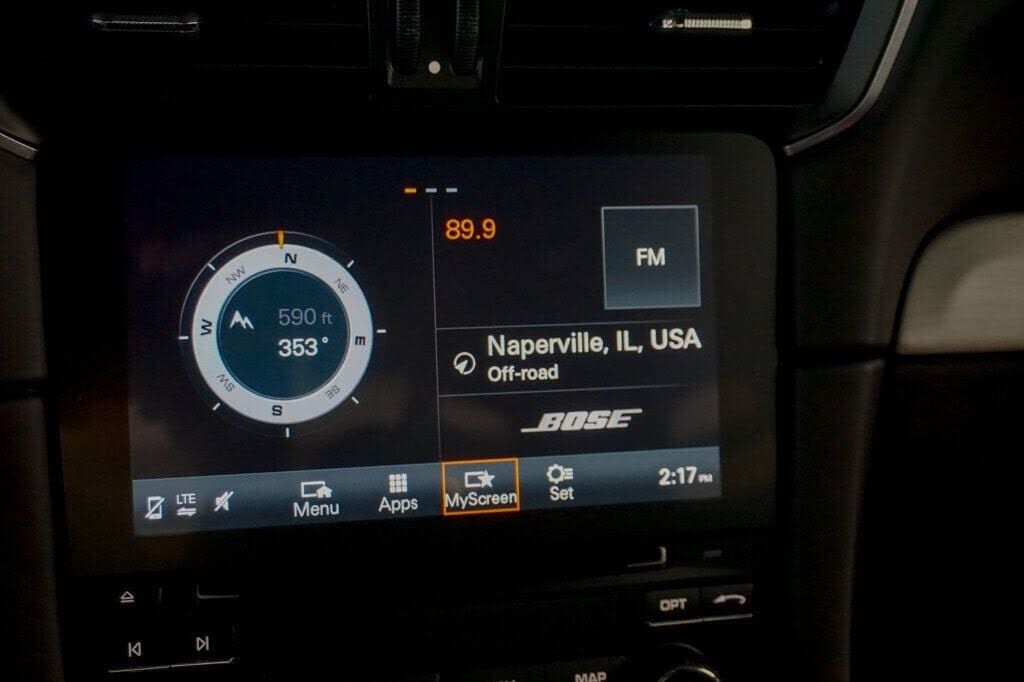 89.9
FM
N
NE
E
SE
S
SW
W
NW
590 ft
353°
Naperville, IL, USA
Off-road
BOSE
LTE
Menu
Apps
MyScreen
Set
2:17 PM
OPT
MAP